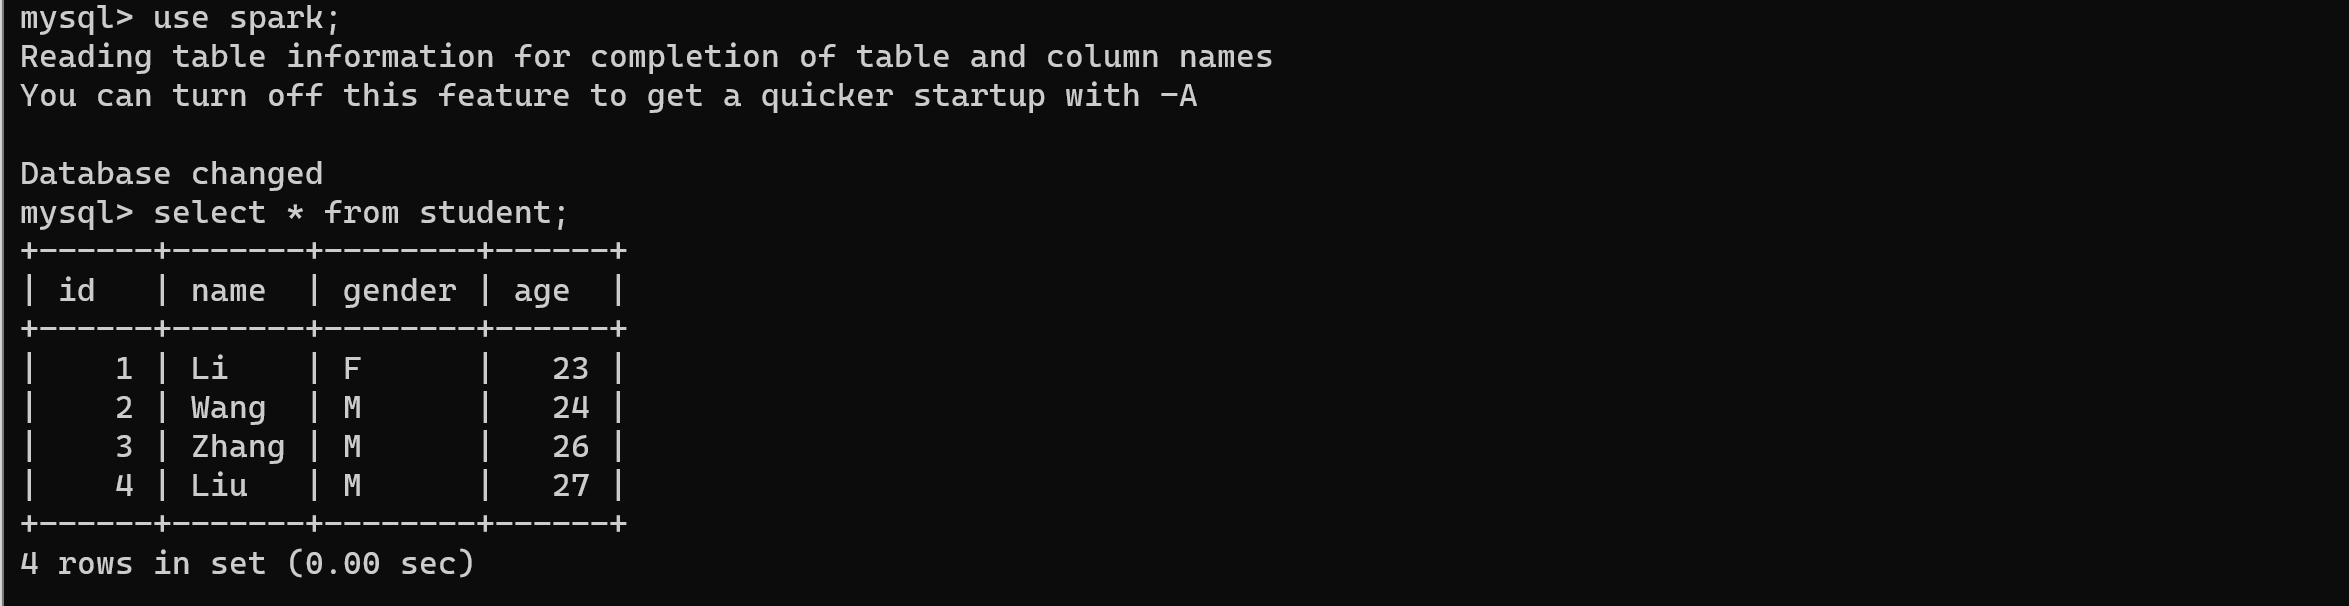 mysql> use spark;
Reading table information for completion of table and column names
You can turn off this feature to get a quicker startup with -A

Database changed
mysql> select * from student;
+------+-------+--------+------+
| id   | name  | gender | age  |
+------+-------+--------+------+
|    1 | Li    | F      |   23 |
|    2 | Wang  | M      |   24 |
|    3 | Zhang | M      |   26 |
|    4 | Liu   | M      |   27 |
+------+-------+--------+------+
4 rows in set (0.00 sec)